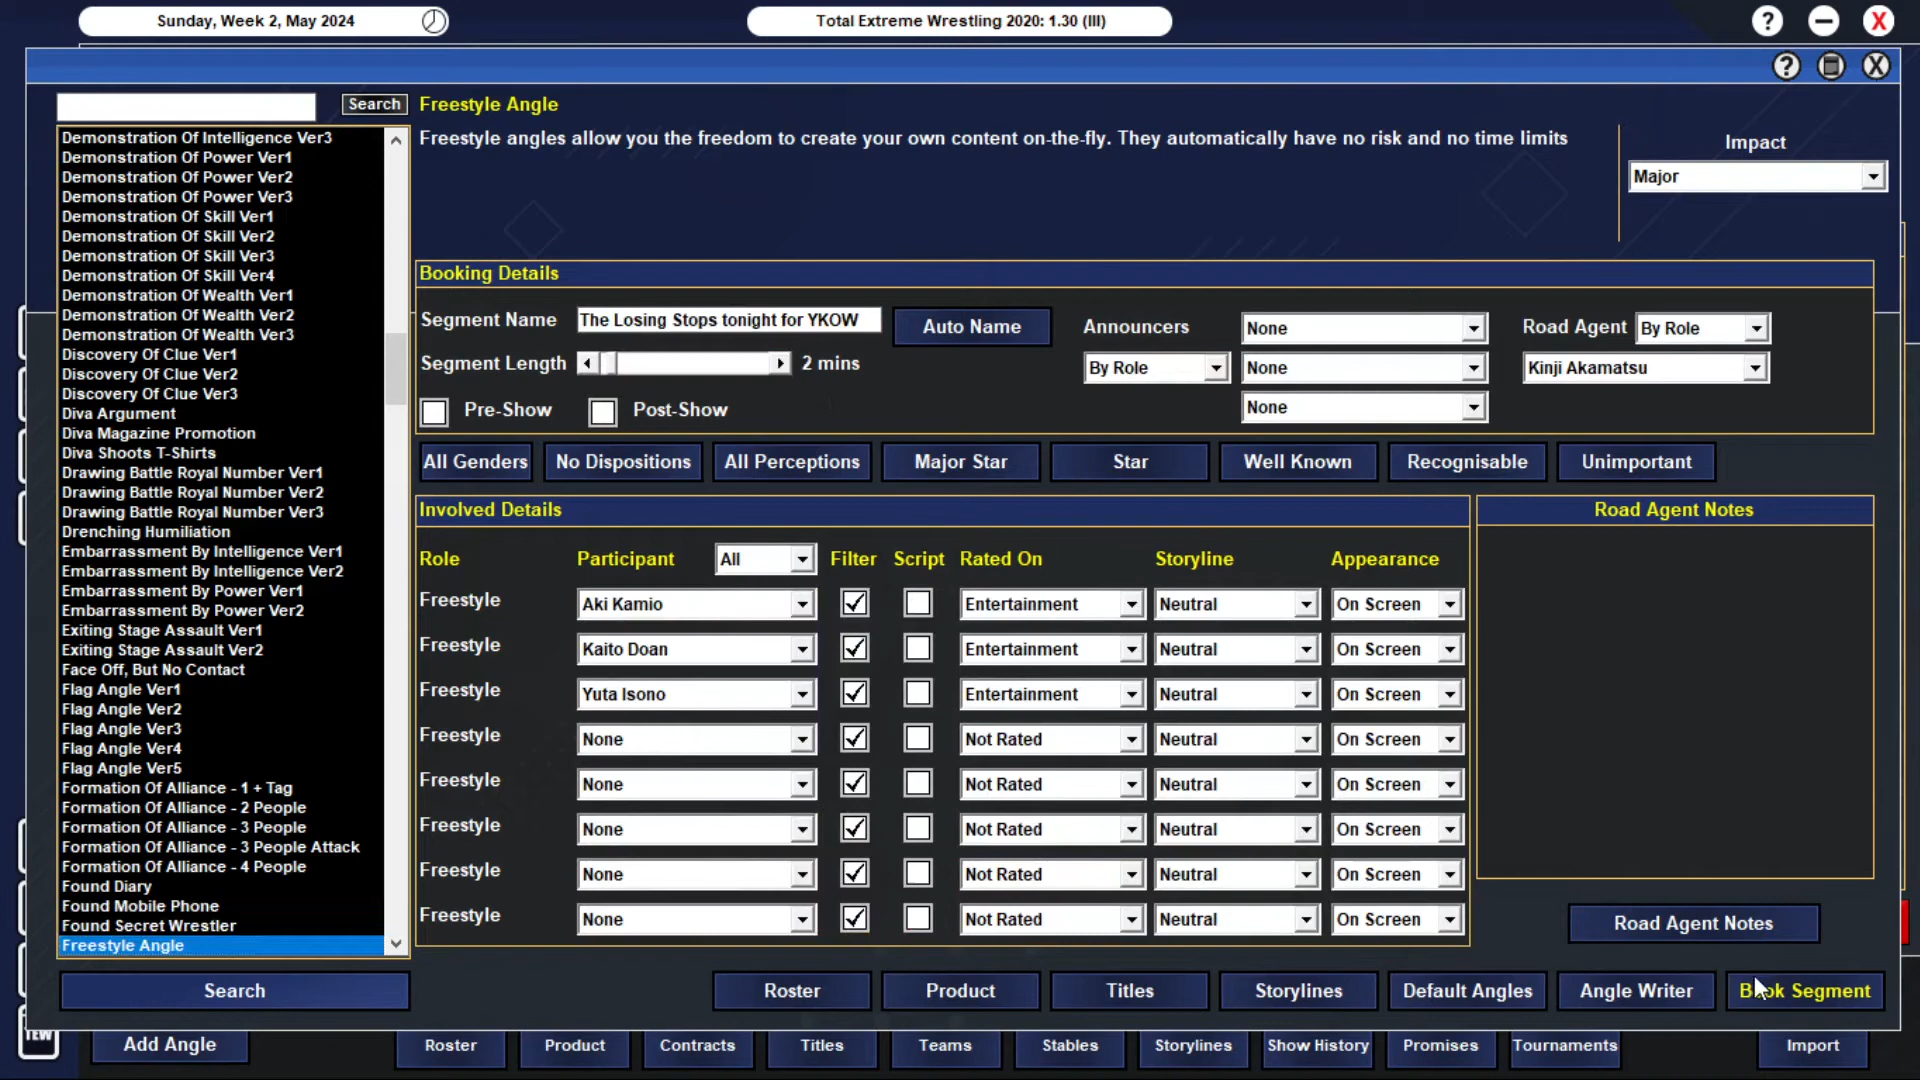 Sunday, Week 2, May 2024
Total Extreme Wrestling 2020: 1.30 (III)
?
X
?
X
Search
Freestyle Angle
Freestyle angles allow you the freedom to create your own content on-the-fly. They automatically have no risk and no time limits
Impact
Major
Demonstration Of Intelligence Ver3
Demonstration Of Power Ver1
Demonstration Of Power Ver2
Demonstration Of Power Ver3
Demonstration Of Skill Ver1
Demonstration Of Skill Ver2
Demonstration Of Skill Ver3
Demonstration Of Skill Ver4
Demonstration Of Wealth Ver1
Demonstration Of Wealth Ver2
Demonstration Of Wealth Ver3
Discovery Of Clue Ver1
Discovery Of Clue Ver2
Discovery Of Clue Ver3
Diva Argument
Diva Magazine Promotion
Diva Shoots T-Shirts
Drawing Battle Royal Number Ver1
Drawing Battle Royal Number Ver2
Drawing Battle Royal Number Ver3
Drenching Humiliation
Embarrassment By Intelligence Ver1
Embarrassment By Intelligence Ver2
Embarrassment By Power Ver1
Embarrassment By Power Ver2
Exiting Stage Assault Ver1
Exiting Stage Assault Ver2
Face Off, But No Contact
Flag Angle Ver1
Flag Angle Ver2
Flag Angle Ver3
Flag Angle Ver4
Flag Angle Ver5
Formation Of Alliance - 1 + Tag
Formation Of Alliance - 2 People
Formation Of Alliance - 3 People
Formation Of Alliance - 3 People Attack
Formation Of Alliance - 4 People
Found Diary
Found Mobile Phone
Found Secret Wrestler
Freestyle Angle
Search
Booking Details
Segment Name The Losing Stops tonight for YKOW Auto Name Announcers None Road Agent By Role
Segment Length 2 mins By Role None Kinji Akamatsu
Pre-Show Post-Show None
All Genders No Dispositions All Perceptions Major Star Star Well Known Recognisable Unimportant
Involved Details
Role Participant All Filter Script Rated On Storyline Appearance
Freestyle Aki Kamio Entertainment Neutral On Screen
Freestyle Kaito Doan Entertainment Neutral On Screen
Freestyle Yuta Isono Entertainment Neutral On Screen
Freestyle None Not Rated Neutral On Screen
Freestyle None Not Rated Neutral On Screen
Freestyle None Not Rated Neutral On Screen
Freestyle None Not Rated Neutral On Screen
Freestyle None Not Rated Neutral On Screen
Road Agent Notes
Road Agent Notes
Roster Product Titles Storylines Default Angles Angle Writer Book Segment
TEW
Add Angle Roster Product Contracts Titles Teams Stables Storylines Show History Promises Tournaments Import